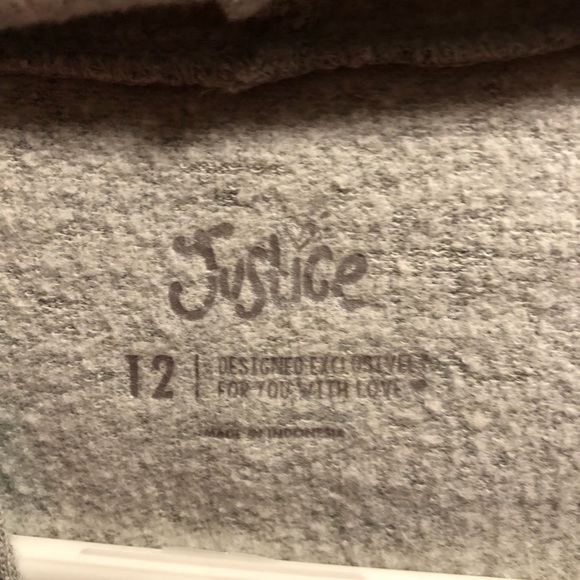 Justice
12
DESIGNED EXCLUSIVELY
FOR YOU WITH LOVE
MADE IN INDONESIA